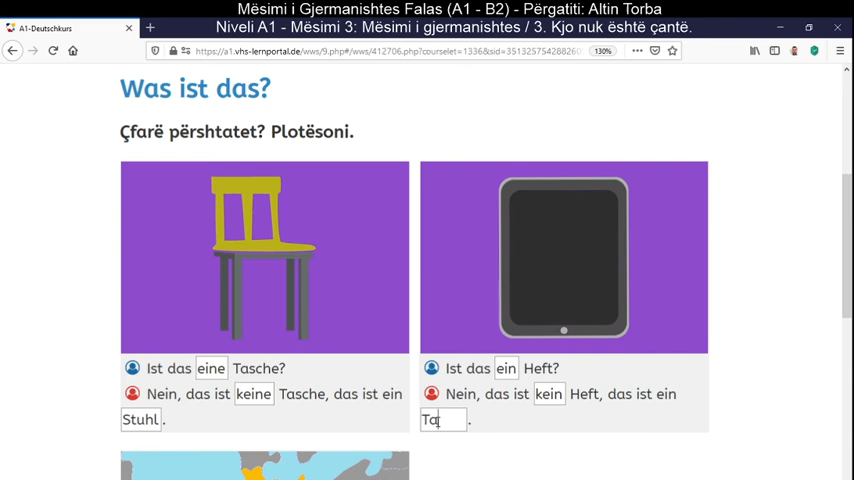 Mësimi i Gjermanishtes Falas (A1 - B2) - Përgatiti: Altin Torba
Niveli A1 - Mësimi 3: Mësimi i gjermanishtes / 3. Kjo nuk është çantë.
A1-Deutschkurs
https://a1.vhs-lernportal.de/wws/9.php#/wws/412706.php?courselet=1336&sid=351325754288260
130%
Was ist das?
Çfarë përshtatet? Plotësoni.
Ist das eine Tasche?
Nein, das ist keine Tasche, das ist ein
Stuhl.
Ist das ein Heft?
Nein, das ist kein Heft, das ist ein
Ta .